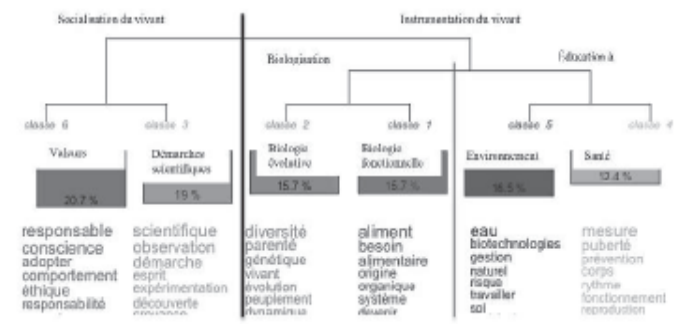 Socialisation du vivant
Instrumentation du vivant
Biologisation
Éducation à
classe 6
classe 3
classe 2
classe 1
classe 5
classe 4
Valeurs
Démarches
scientifiques
Biologie
évolutive
Biologie
fonctionnelle
Environnement
Santé
20.7 %
19 %
15.7 %
15.7 %
16.5 %
12.4 %
responsable
conscience
adopter
comportement
éthique
responsabilité
scientifique
observation
démarche
esprit
expérimentation
découverte
diversité
parenté
génétique
vivant
évolution
peuplement
dynamique
aliment
besoin
alimentaire
origine
organique
système
devenir
eau
biotechnologies
gestion
naturel
risque
travailler
sol
mesure
puberté
prévention
corps
rythme
fonctionnement
reproduction